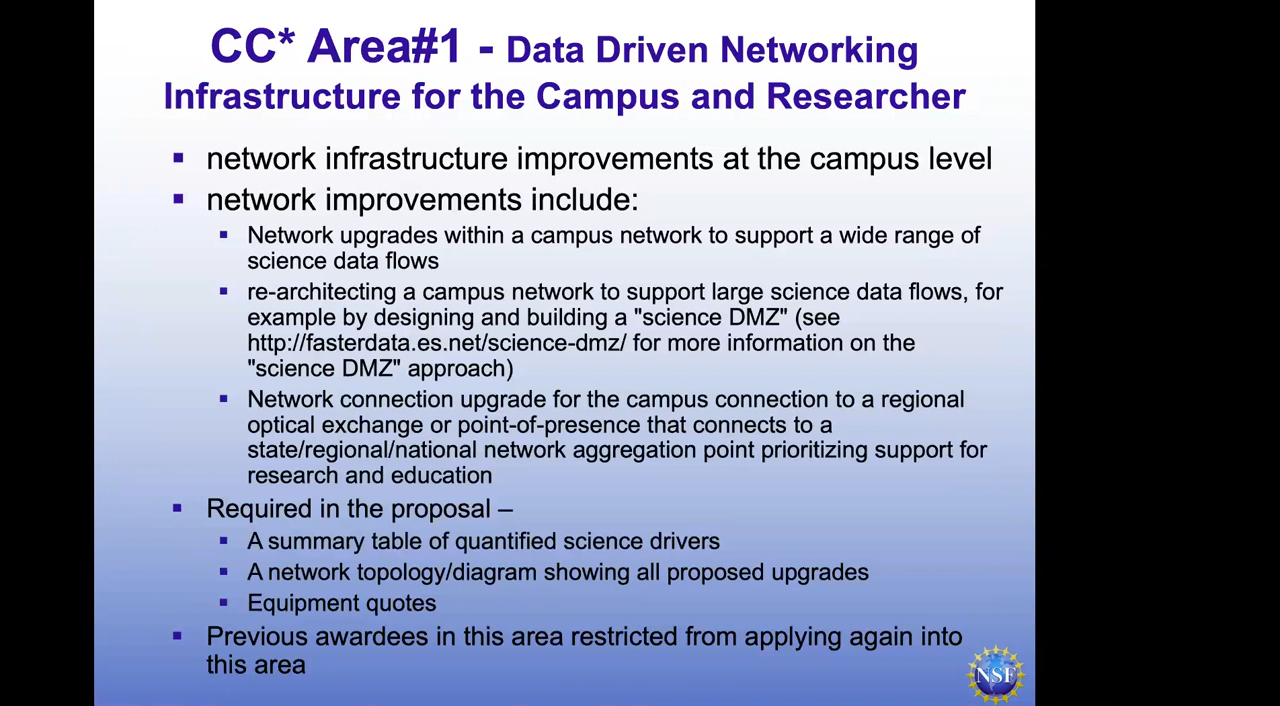 CC* Area#1 - Data Driven Networking
Infrastructure for the Campus and Researcher
▪ network infrastructure improvements at the campus level
▪ network improvements include:
▪ Network upgrades within a campus network to support a wide range of
science data flows
▪ re-architecting a campus network to support large science data flows, for
example by designing and building a "science DMZ" (see
http://fasterdata.es.net/science-dmz/ for more information on the
"science DMZ" approach)
▪ Network connection upgrade for the campus connection to a regional
optical exchange or point-of-presence that connects to a
state/regional/national network aggregation point prioritizing support for
research and education
▪ Required in the proposal –
▪ A summary table of quantified science drivers
▪ A network topology/diagram showing all proposed upgrades
▪ Equipment quotes
▪ Previous awardees in this area restricted from applying again into
this area
NSF